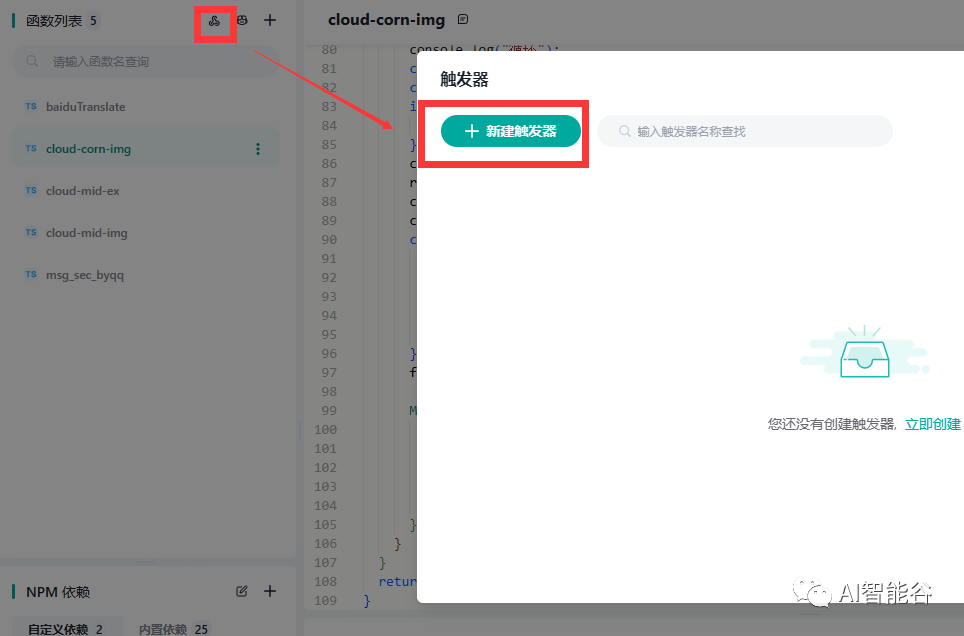 函数列表 5
请输入函数名查询
TS baiduTranslate
TS cloud-corn-img
TS cloud-mid-ex
TS cloud-mid-img
TS msg_sec_byqq
NPM 依赖
自定义依赖 2 内置依赖 25
cloud-corn-img
80 console.log("循环");
81 c
82 c
83 i
84
85 }
86 c
87 r
88 c
89 c
90 c
91
92
93
94
95
96 }
97 f
98
99 M
100
101
102
103
104
105 }
106 }
107 }
108 retur
109 }
触发器
+ 新建触发器
输入触发器名称查找
您还没有创建触发器, 立即创建
AI智能谷